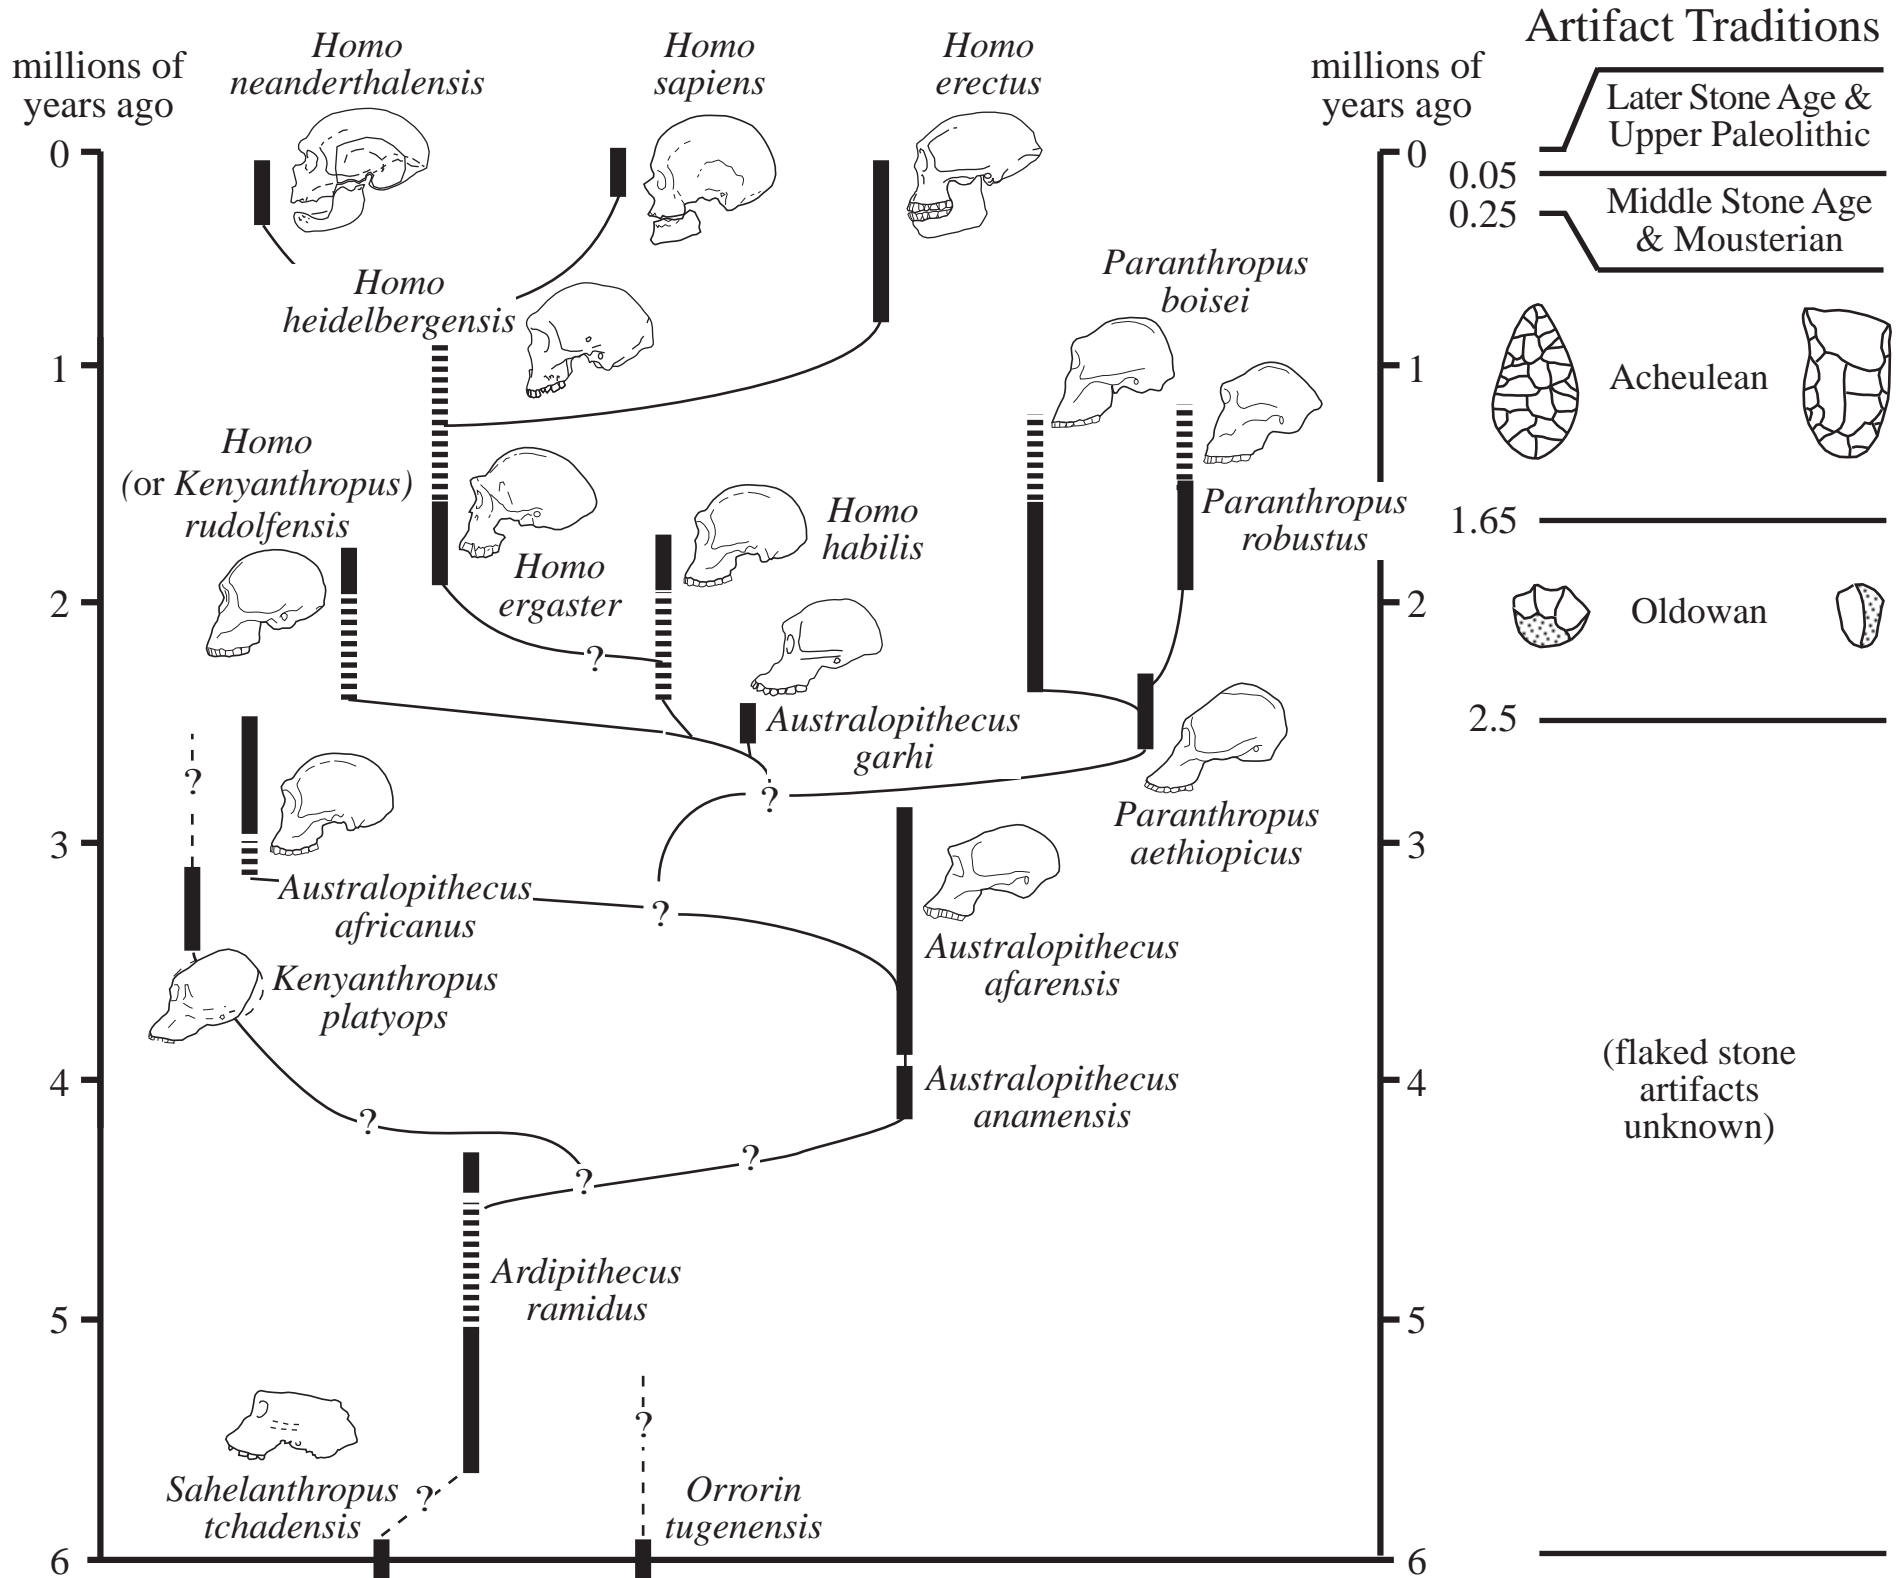 Artifact Traditions
millions of
years ago
Homo
neanderthalensis
Homo
sapiens
Homo
erectus
millions of
years ago
Later Stone Age &
Upper Paleolithic
0
0
0.05
0.25
Middle Stone Age
& Mousterian
Homo
heidelbergensis
Paranthropus
boisei
1
1
Acheulean
Homo
(or Kenyanthropus)
rudolfensis
Homo
ergaster
Homo
habilis
Paranthropus
robustus
1.65
2
2
Oldowan
?
Australopithecus
garhi
2.5
?
?
Paranthropus
aethiopicus
3
3
Australopithecus
africanus
?
Australopithecus
afarensis
Kenyanthropus
platyops
(flaked stone
artifacts
unknown)
4
4
Australopithecus
anamensis
?
?
?
Ardipithecus
ramidus
5
5
?
Sahelanthropus
tchadensis
?
Orrorin
tugenensis
6
6